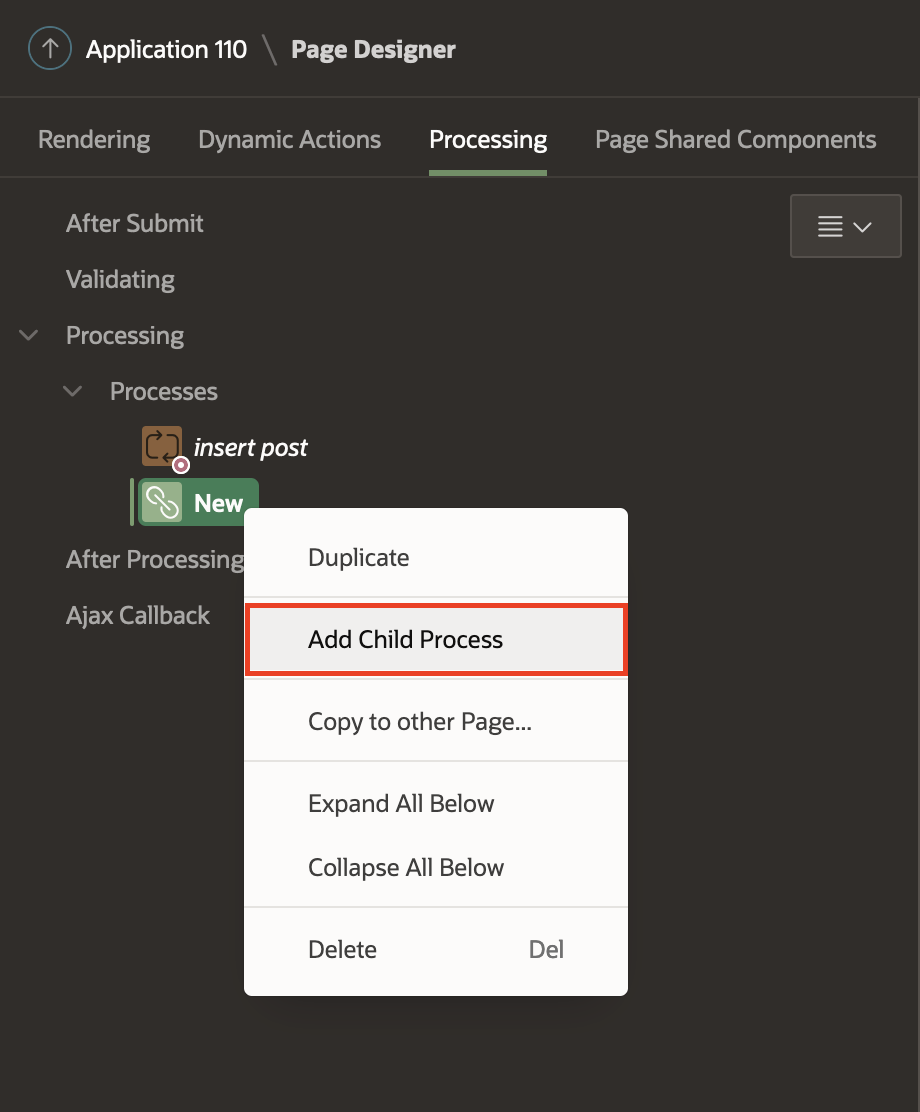 Application 110 \ Page Designer
Rendering Dynamic Actions Processing Page Shared Components
After Submit
Validating
Processing
Processes
insert post
New
After Processing
Ajax Callback
Duplicate
Add Child Process
Copy to other Page...
Expand All Below
Collapse All Below
Delete Del